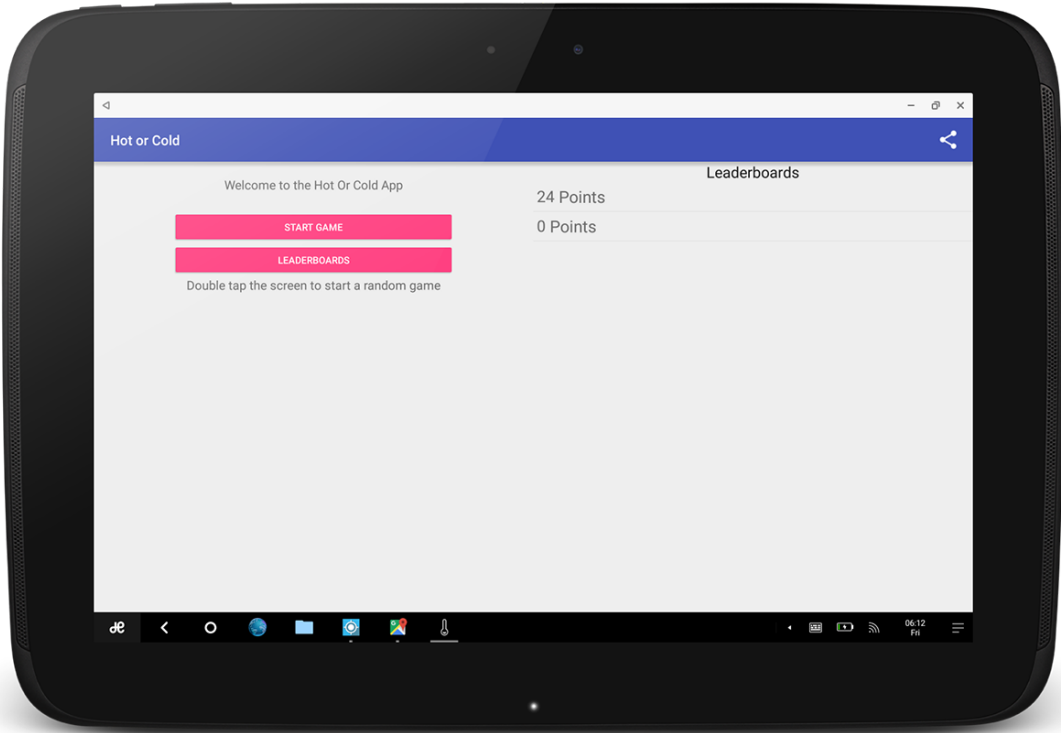 Hot or Cold
Welcome to the Hot Or Cold App
START GAME
LEADERBOARDS
Double tap the screen to start a random game
Leaderboards
24 Points
0 Points
06:12
Fri